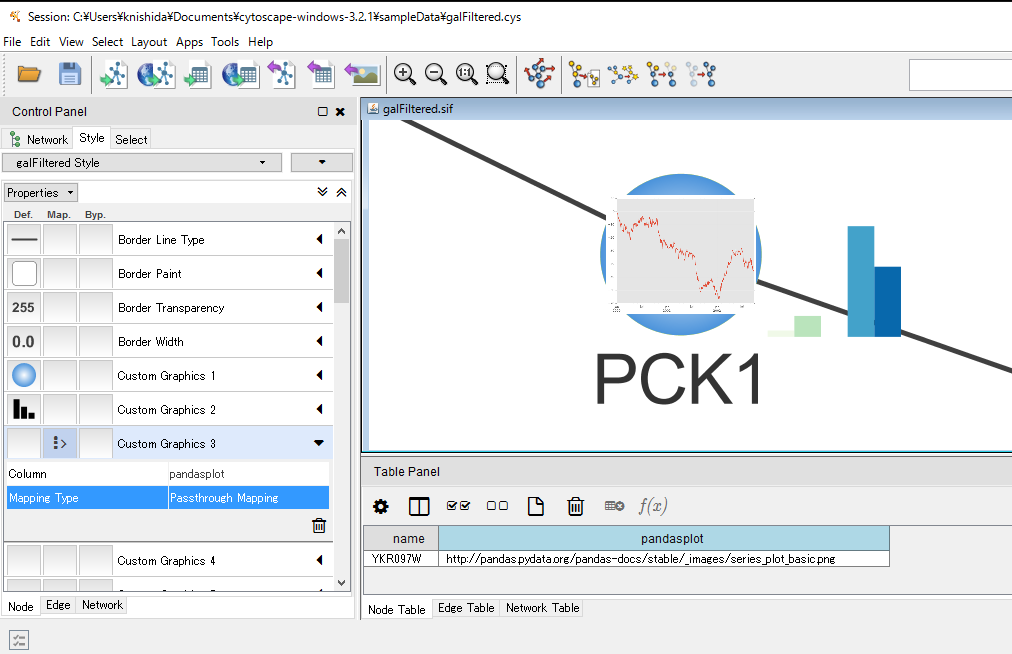 Session: C:¥Users¥knishida¥Documents¥cytoscape-windows-3.2.1¥sampleData¥galFiltered.cys
File Edit View Select Layout Apps Tools Help
1:1
Control Panel
galFiltered.sif
Network Style Select
galFiltered Style
Properties
Def. Map. Byp.
Border Line Type
Border Paint
255 Border Transparency
0.0 Border Width
Custom Graphics 1
Custom Graphics 2
Custom Graphics 3
Column pandasplot
Mapping Type Passthrough Mapping
Custom Graphics 4
Node Edge Network
PCK1
Table Panel
f(x)
name pandasplot
YKR097W http://pandas.pydata.org/pandas-docs/stable/_images/series_plot_basic.png
Node Table Edge Table Network Table